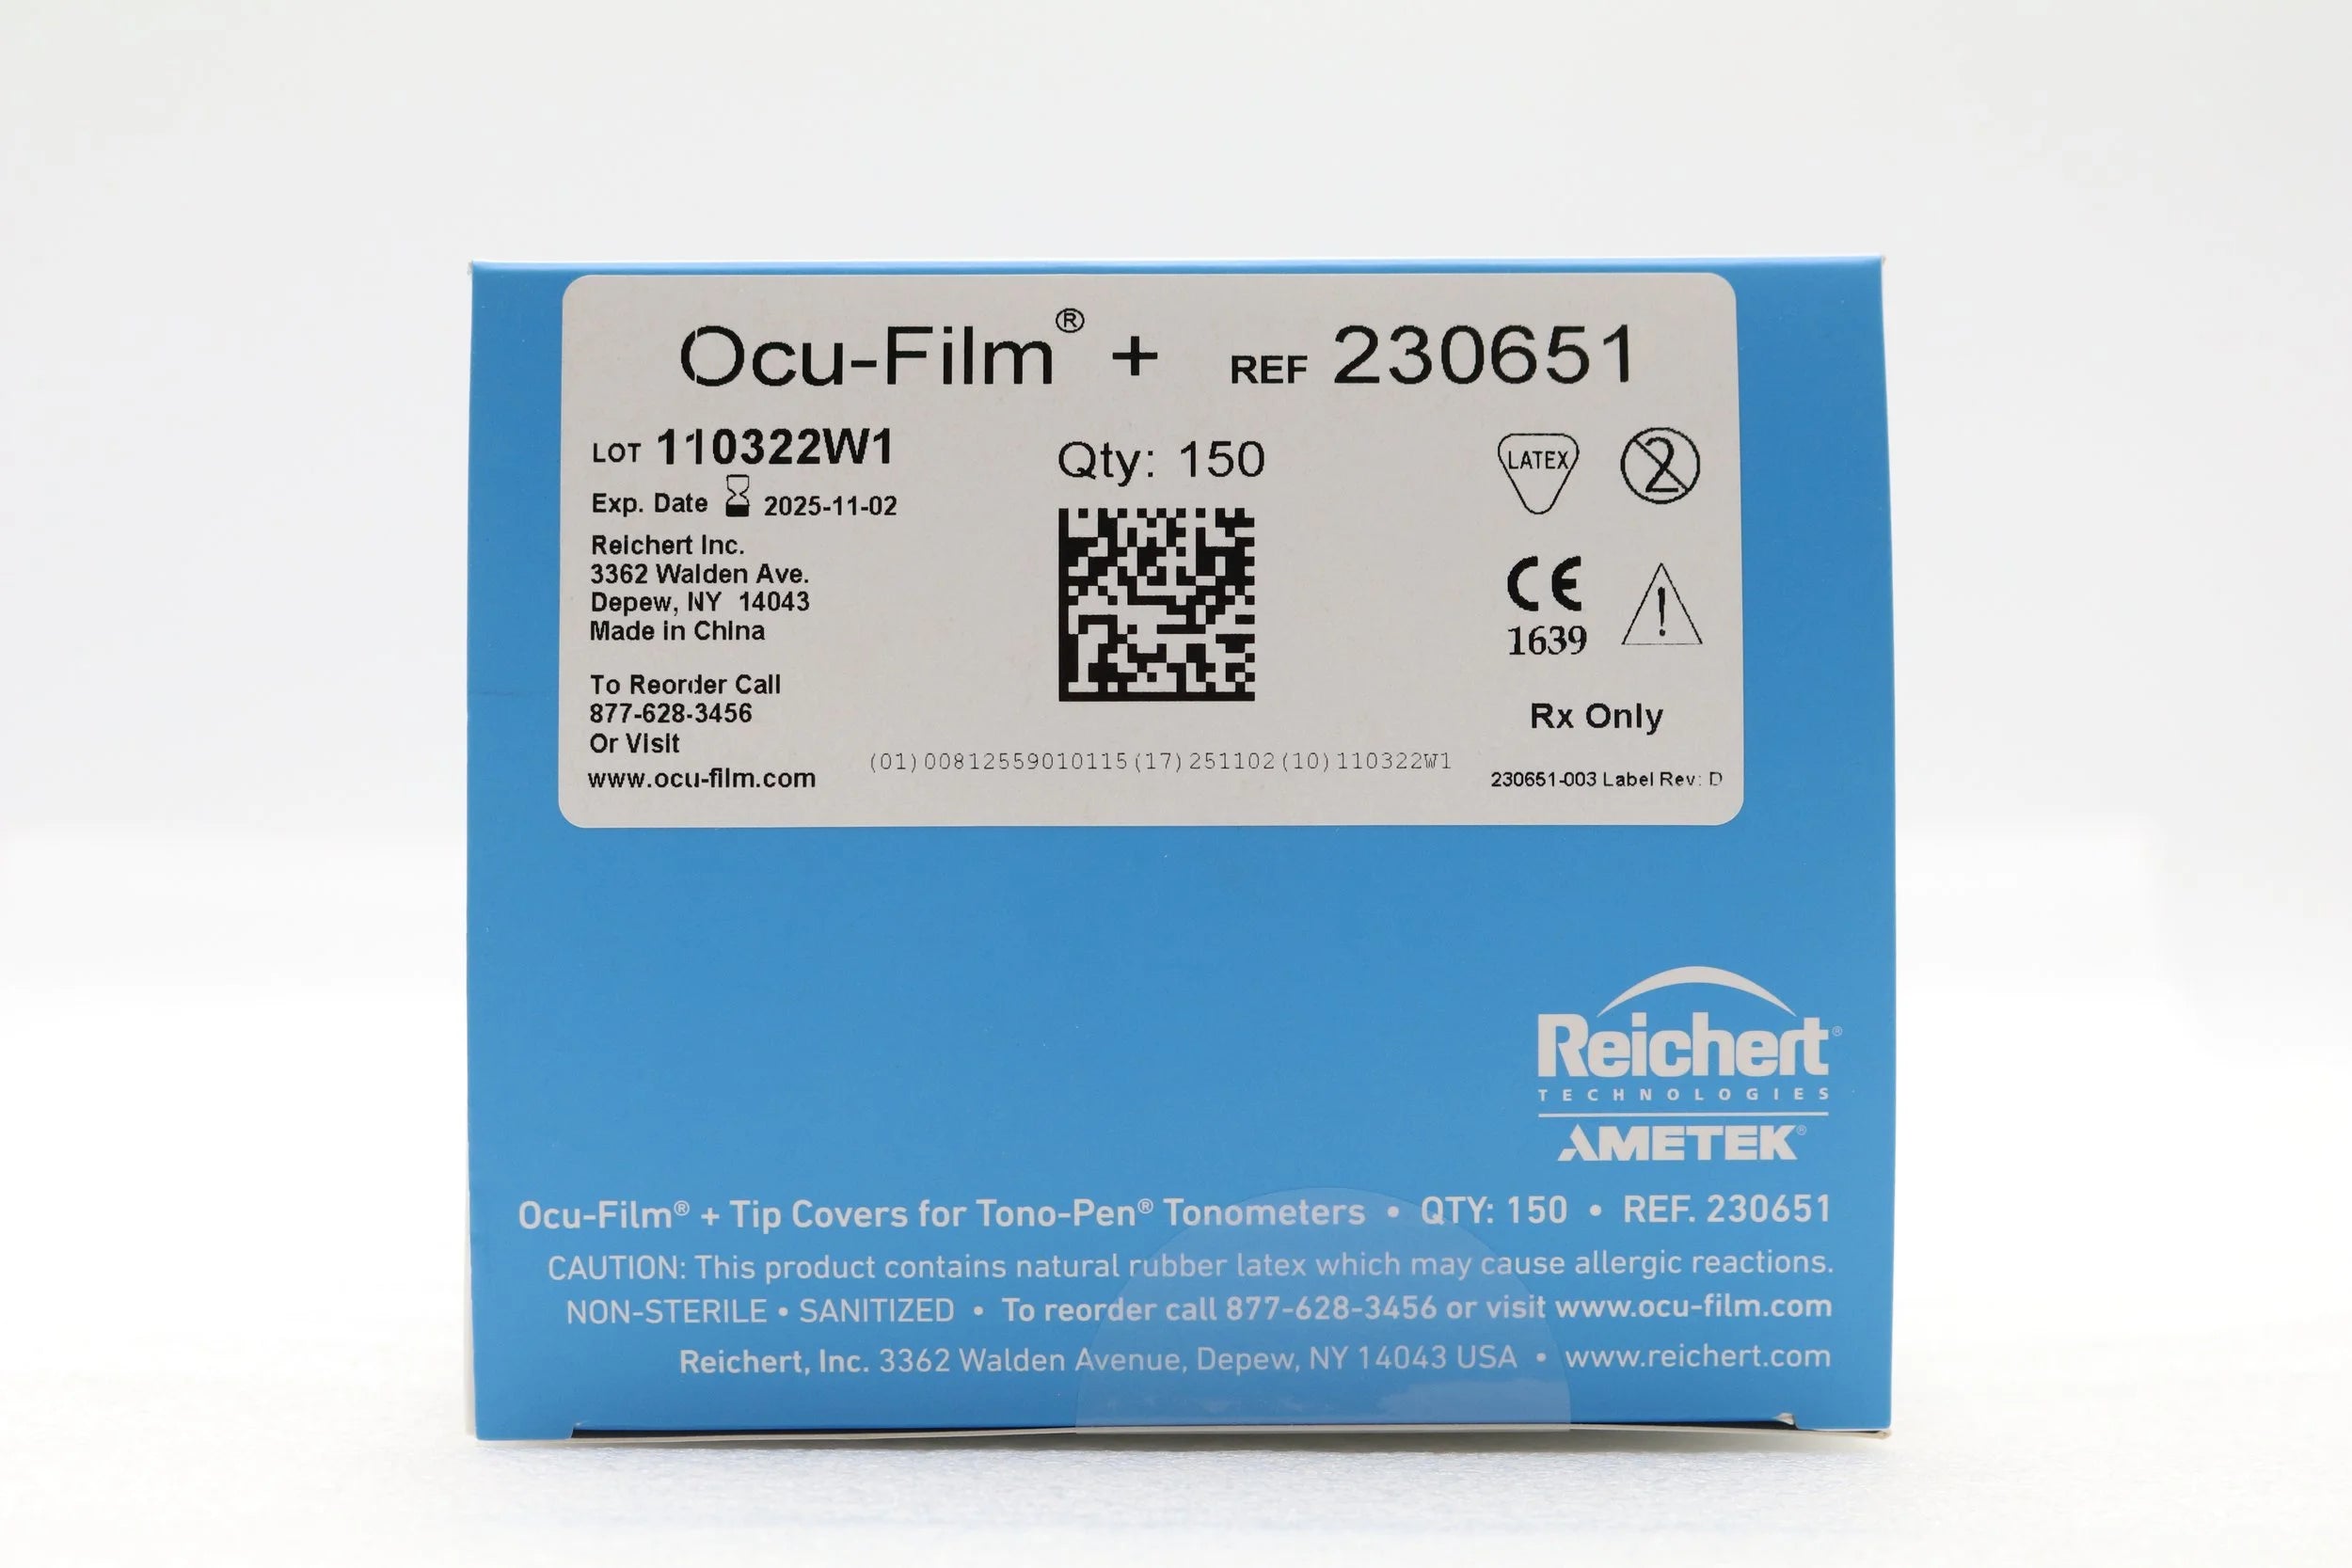 Ocu-Film® + REF 230651
LOT 110322W1
Exp. Date 2025-11-02
Reichert Inc.
3362 Walden Ave.
Depew, NY 14043
Made in China
To Reorder Call
877-628-3456
Or Visit
www.ocu-film.com
Qty: 150
(01)00812559010115(17)251102(10)110322W1
LATEX
2
CE
1639
!
Rx Only
230651-003 Label Rev: D
Reichert®
TECHNOLOGIES
AMETEK®
Ocu-Film® + Tip Covers for Tono-Pen® Tonometers • QTY: 150 • REF. 230651
CAUTION: This product contains natural rubber latex which may cause allergic reactions.
NON-STERILE • SANITIZED • To reorder call 877-628-3456 or visit www.ocu-film.com
Reichert, Inc. 3362 Walden Avenue, Depew, NY 14043 USA • www.reichert.com